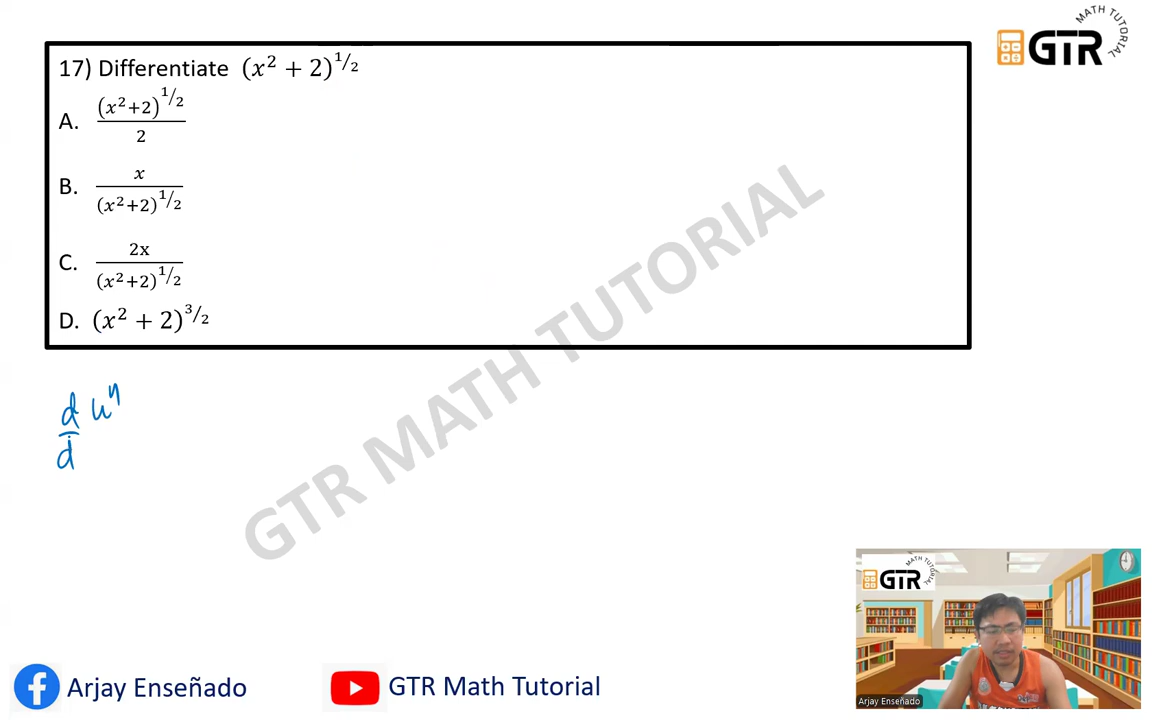 MATH TUTORIAL
GTR
17) Differentiate (x² + 2)^1/2
A. (x²+2)^1/2 / 2
B. x / (x²+2)^1/2
C. 2x / (x²+2)^1/2
D. (x² + 2)^3/2
GTR MATH TUTORIAL
d/d uⁿ
MATH TUTORIAL
GTR
Arjay Enseñado
Arjay Enseñado
GTR Math Tutorial